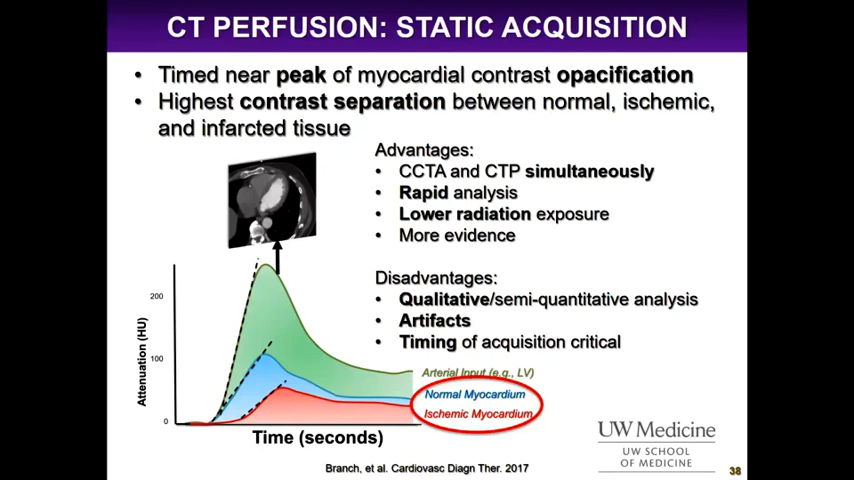 CT PERFUSION: STATIC ACQUISITION
• Timed near peak of myocardial contrast opacification
• Highest contrast separation between normal, ischemic,
and infarcted tissue
Advantages:
• CCTA and CTP simultaneously
• Rapid analysis
• Lower radiation exposure
• More evidence
Disadvantages:
• Qualitative/semi-quantitative analysis
• Artifacts
• Timing of acquisition critical
200
100
0
Attenuation (HU)
Time (seconds)
Arterial Input (e.g., LV)
Normal Myocardium
Ischemic Myocardium
Branch, et al. Cardiovasc Diagn Ther. 2017
UW Medicine
UW SCHOOL
OF MEDICINE
38